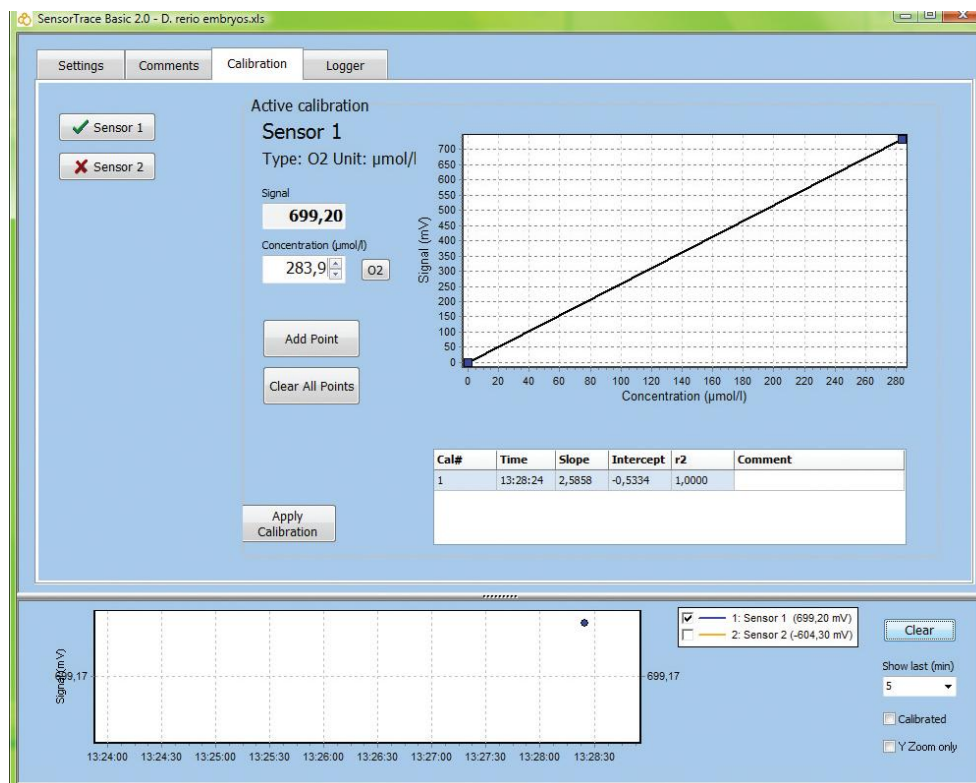 SensorTrace Basic 2.0 - D. rerio embryos.xls
Settings Comments Calibration Logger
Sensor 1
Sensor 2
Active calibration
Sensor 1
Type: O2 Unit: µmol/l
Signal
699,20
Concentration (µmol/l)
283,9 O2
Add Point
Clear All Points
Apply
Calibration
Signal (mV)
700
650
600
550
500
450
400
350
300
250
200
150
100
50
0
0 20 40 60 80 100 120 140 160 180 200 220 240 260 280
Concentration (µmol/l)
Cal# Time Slope Intercept r2 Comment
1 13:28:24 2,5858 -0,5334 1,0000
Signal (mV)
699,17
699,17
13:24:00 13:24:30 13:25:00 13:25:30 13:26:00 13:26:30 13:27:00 13:27:30 13:28:00 13:28:30
1: Sensor 1 (699,20 mV)
2: Sensor 2 (-604,30 mV)
Clear
Show last (min)
5
Calibrated
Y Zoom only